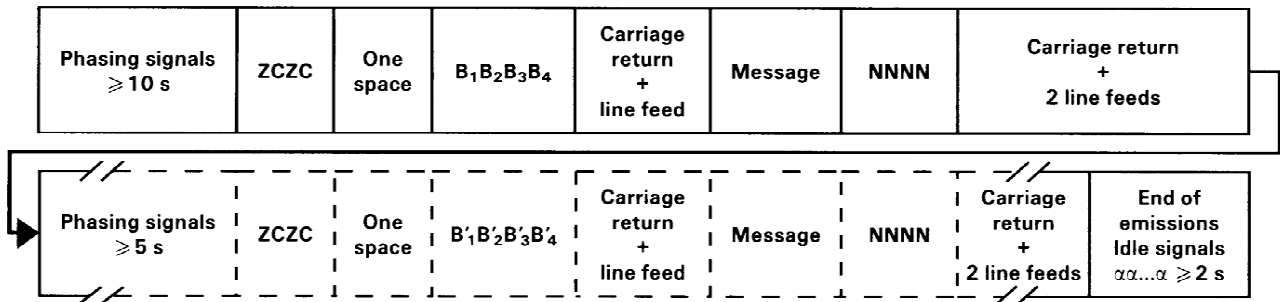 Phasing signals
⩾10 s
ZCZC
One
space
B₁B₂B₃B₄
Carriage
return
+
line feed
Message
NNNN
Carriage return
+
2 line feeds
Phasing signals
⩾5 s
ZCZC
One
space
B′₁B′₂B′₃B′₄
Carriage
return
+
line feed
Message
NNNN
Carriage
return
+
2 line feeds
End of
emissions
Idle signals
αα...α ⩾2 s